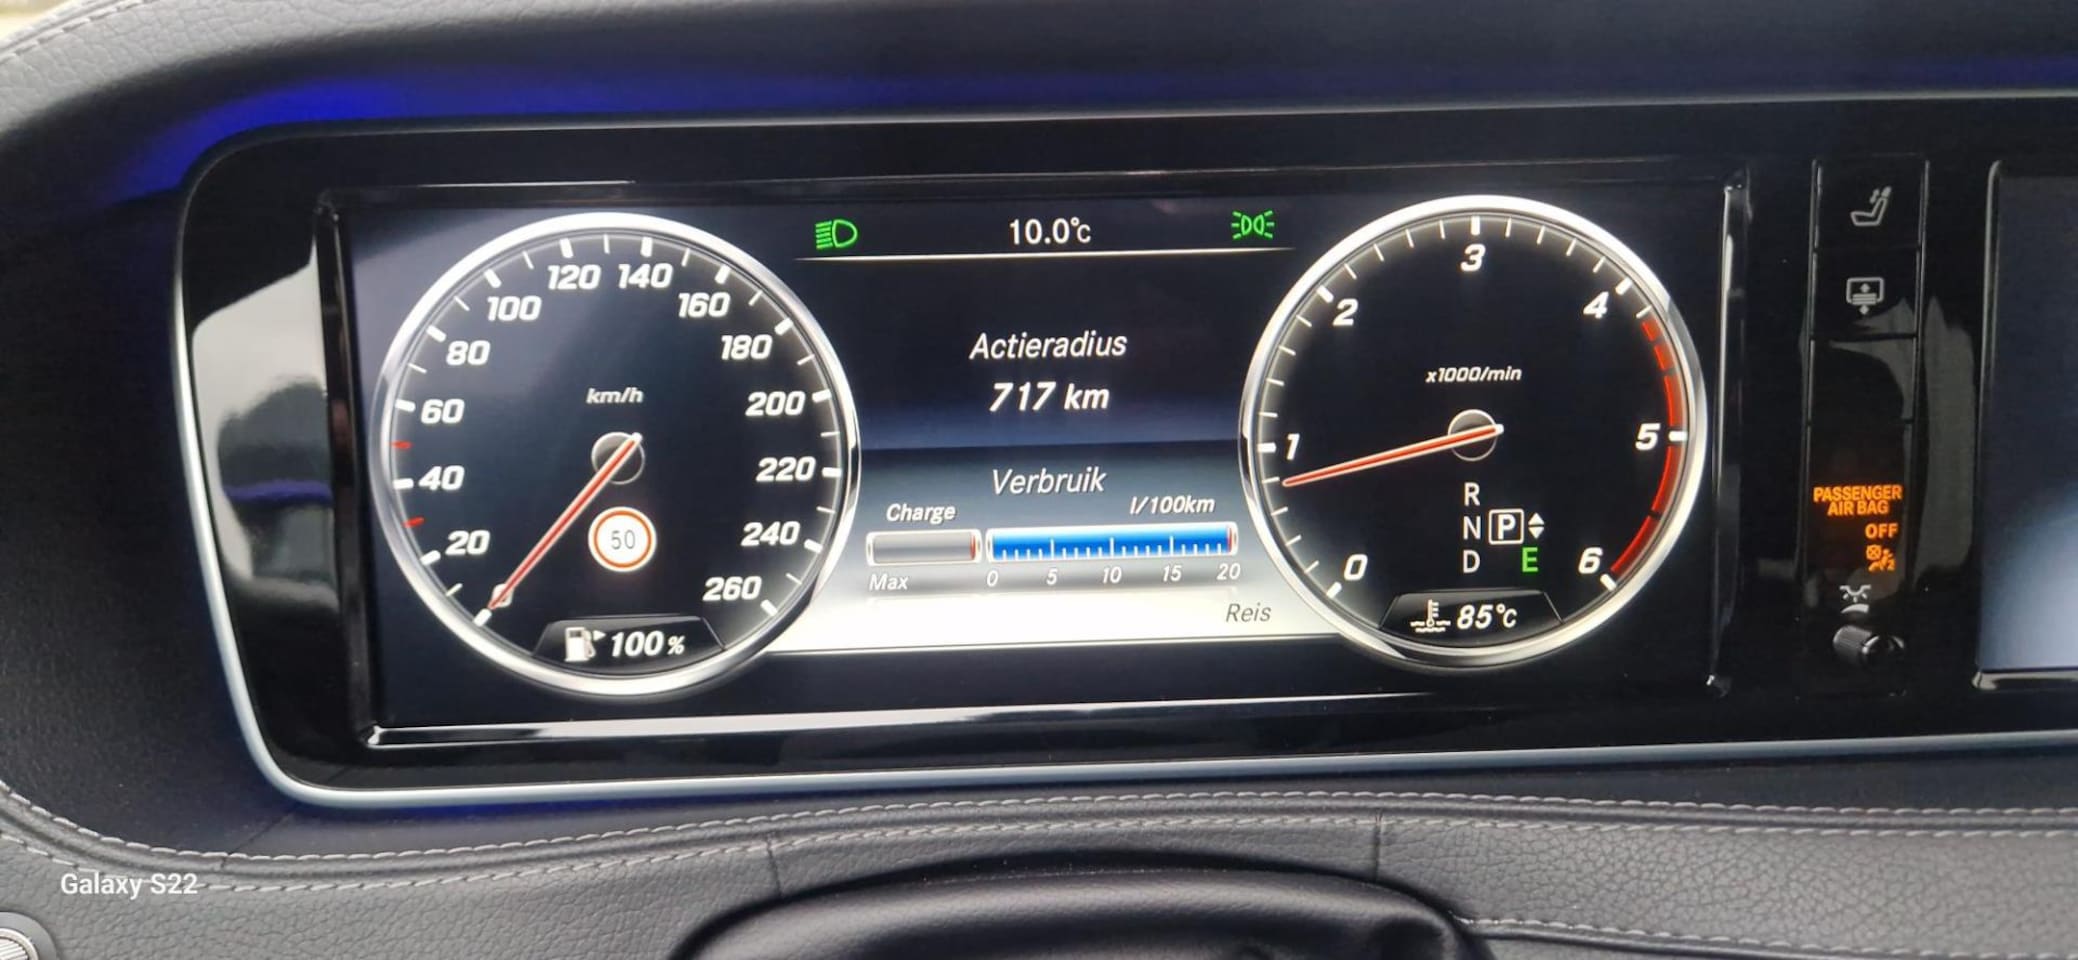 10.0℃
20
40
60
80
100
120
140
160
180
200
220
240
260
km/h
50
100 %
Actieradius
717 km
Verbruik
Charge
l/100km
Max
0 5 10 15 20
Reis
0
1
2
3
4
5
6
x1000/min
R
N P
D E
85℃
PASSENGER
AIR BAG
OFF
Galaxy S22